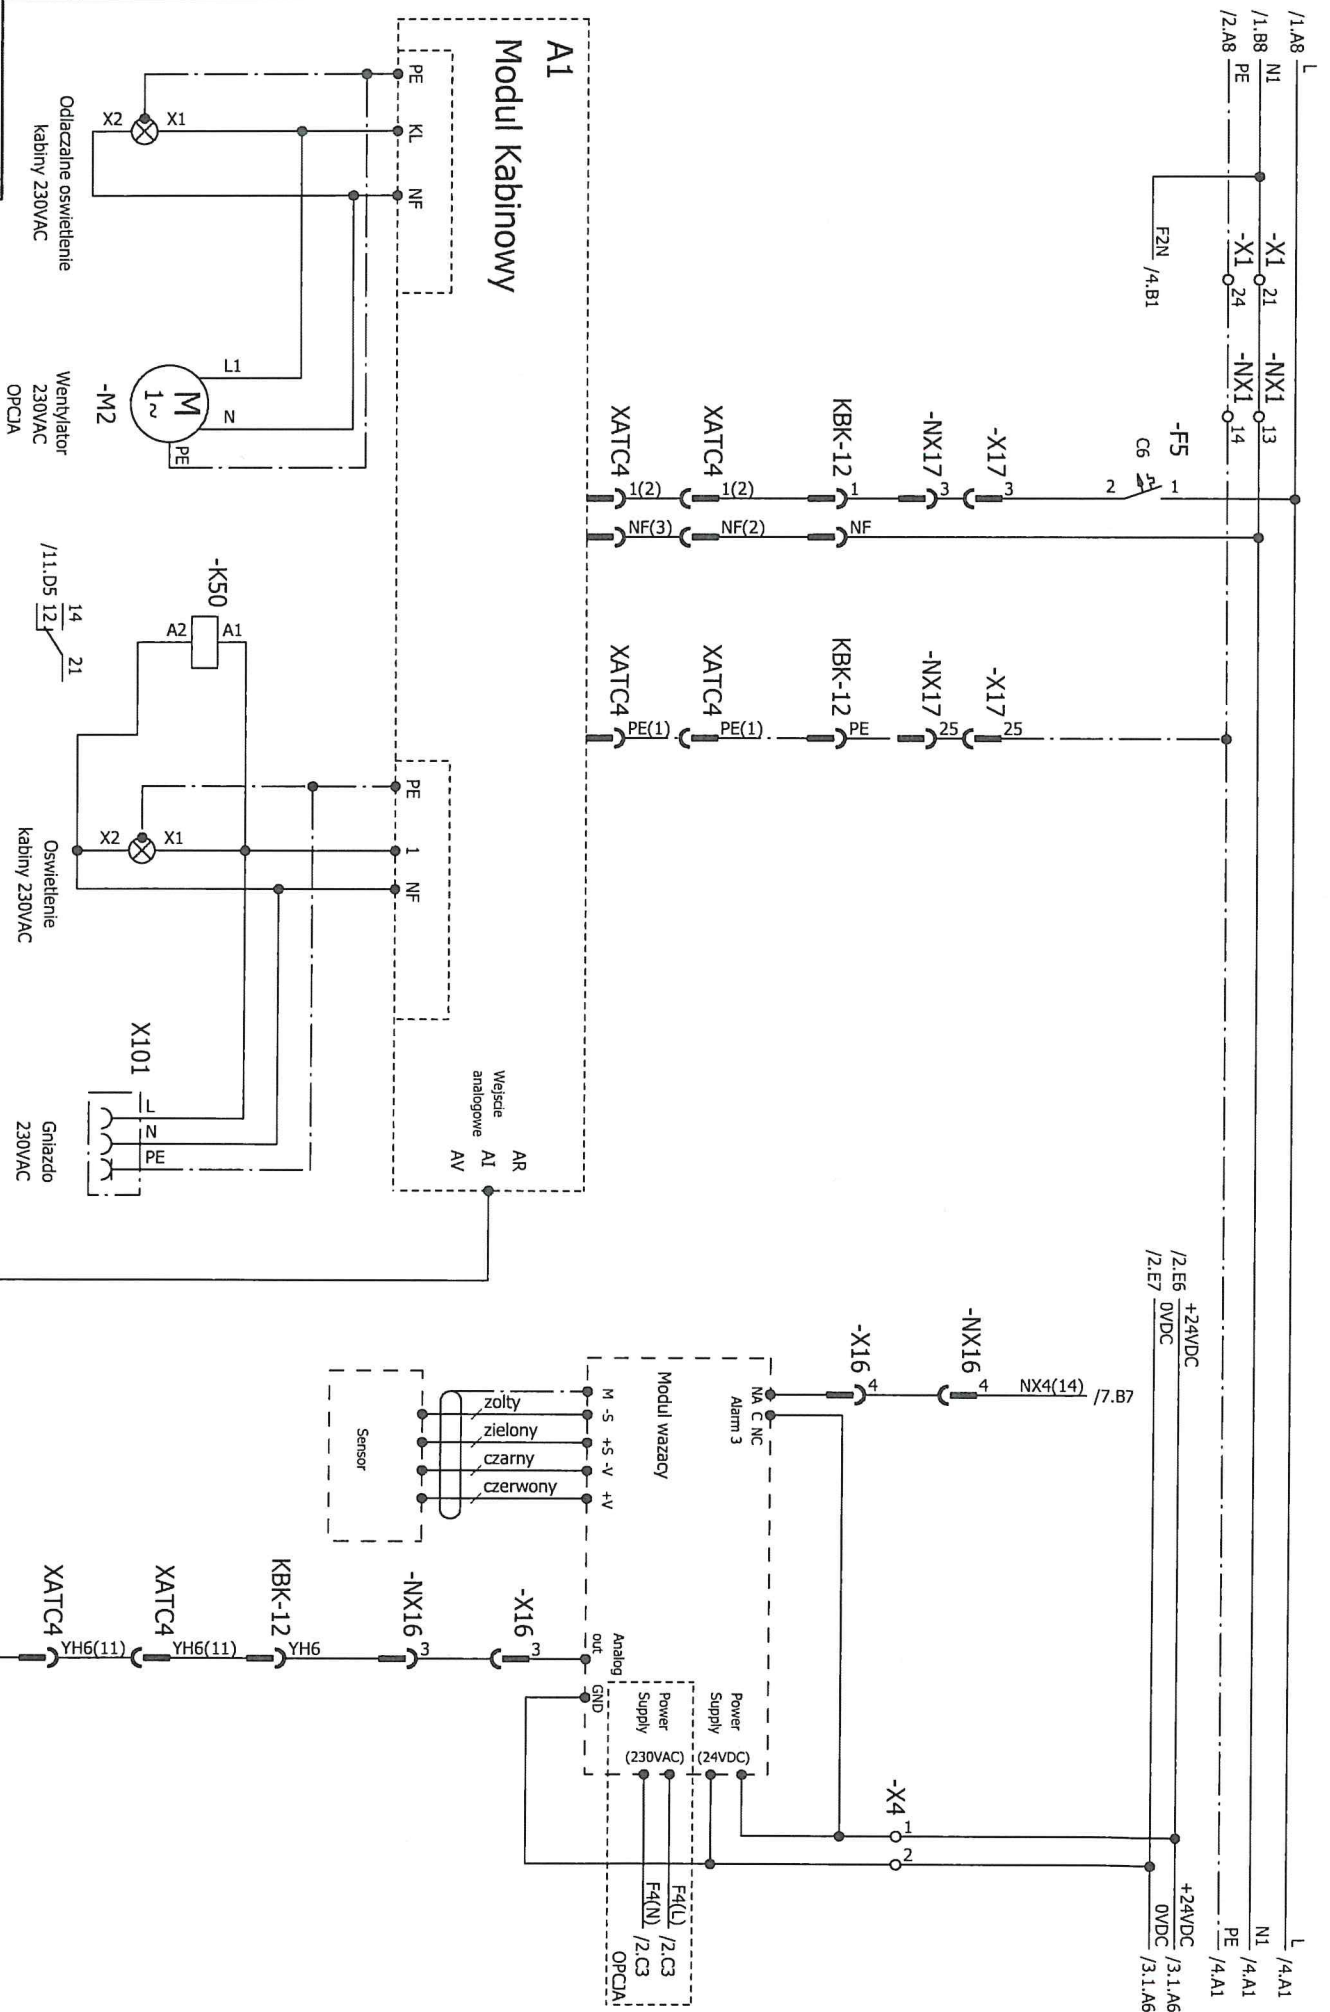 /1.A8 L
/1.B8 N1
/2.A8 PE
F2N /4.B1
-X1 21
-X1 24
-NX1 13
-NX1 14
-F5
C6
1
2
-X17 3
-NX17 3
KBK-12 1
XATC4 1(2)
XATC4 1(2)
NF
NF(2)
NF(3)
-X17 25
-NX17 25
KBK-12 PE
XATC4 PE(1)
XATC4 PE(1)
/2.E6 +24VDC
/2.E7 0VDC
L /4.A1
N1 /4.A1
PE /4.A1
+24VDC /3.1.A6
0VDC /3.1.A6
A1
Modul Kabinowy
PE
KL
NF
X2 X1
Odlaczalne oswietlenie
kabiny 230VAC
L1
N
PE
M
1~
-M2
Wentylator
230VAC
OPCJA
-K50
A2 A1
14
/11.D5 12
21
PE
1
NF
X2 X1
Oswietlenie
kabiny 230VAC
X101
L
N
PE
Gniazdo
230VAC
Wejscie
analogowe
AR
AI
AV
-NX16 4
NX4(14) /7.B7
-X16 4
NA C NC
Alarm 3
Modul wazacy
M -S +S -V +V
zolty
zielony
czarny
czerwony
Sensor
Analog
out
GND
Power
Supply
(24VDC)
Power
Supply
(230VAC)
F4(L) /2.C3
F4(N) /2.C3
OPCJA
-X4
1
2
-X16 3
-NX16 3
KBK-12 YH6
XATC4 YH6(11)
XATC4 YH6(11)